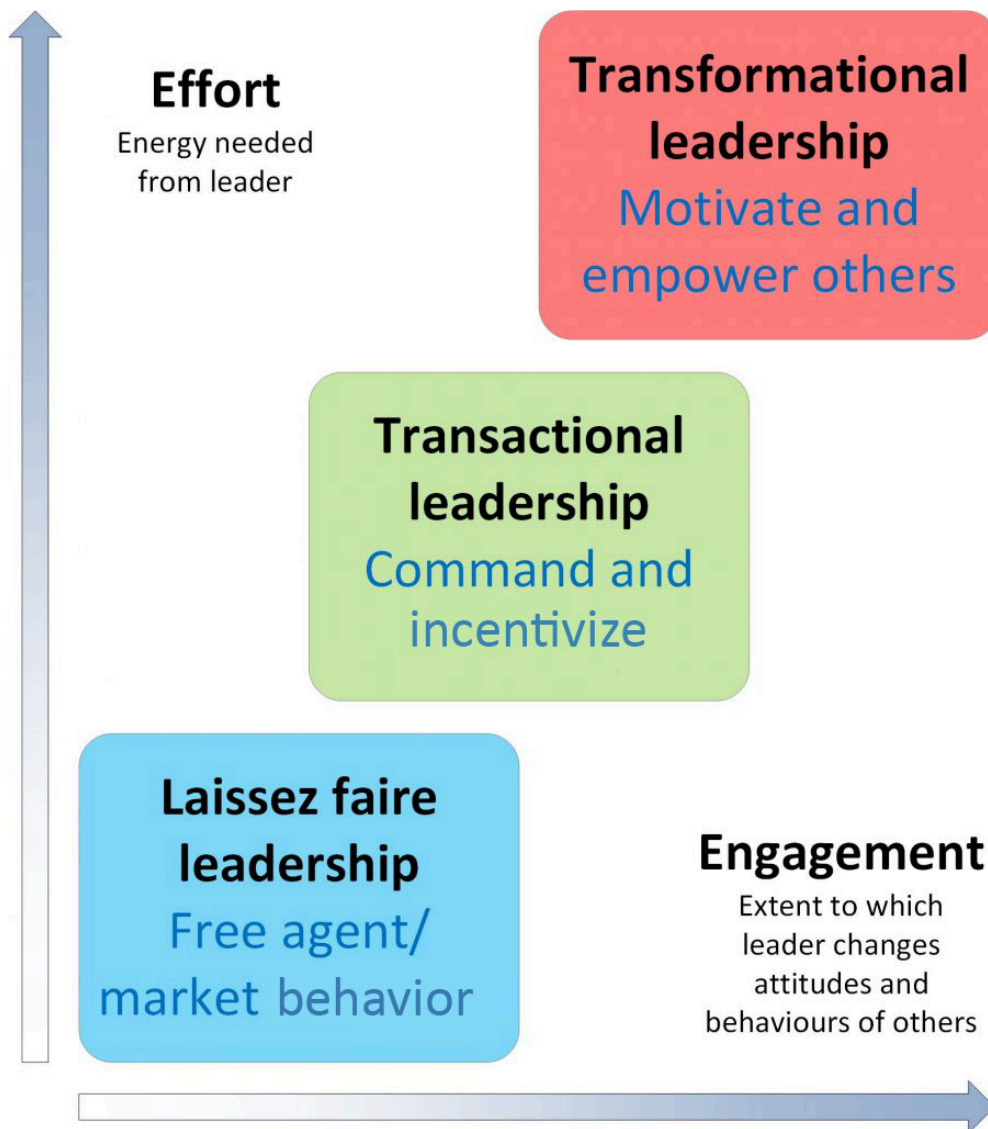 Effort
Energy needed
from leader
Transformational
leadership
Motivate and
empower others
Transactional
leadership
Command and
incentivize
Laissez faire
leadership
Free agent/
market behavior
Engagement
Extent to which
leader changes
attitudes and
behaviours of others